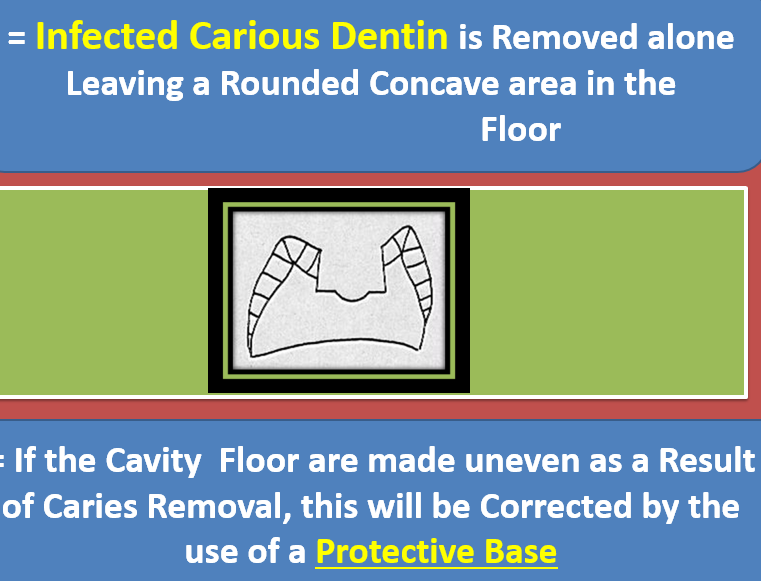 = Infected Carious Dentin is Removed alone
Leaving a Rounded Concave area in the
Floor
= If the Cavity Floor are made uneven as a Result
of Caries Removal, this will be Corrected by the
use of a Protective Base